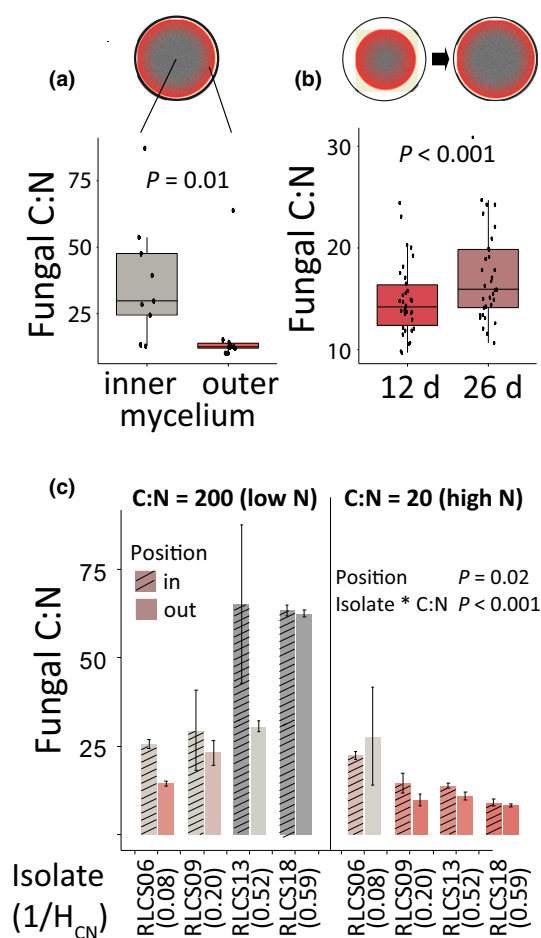 (a)
(b)
P = 0.01
P < 0.001
Fungal C:N
75
50
25
inner outer
mycelium
Fungal C:N
30
20
10
12 d 26 d
(c)
C:N = 200 (low N) C:N = 20 (high N)
Position
in
out
Position P = 0.02
Isolate * C:N P < 0.001
Fungal C:N
75
50
25
Isolate
(1/H_CN)
RLCS06
(0.08)
RLCS09
(0.20)
RLCS13
(0.52)
RLCS18
(0.59)
RLCS06
(0.08)
RLCS09
(0.20)
RLCS13
(0.52)
RLCS18
(0.59)